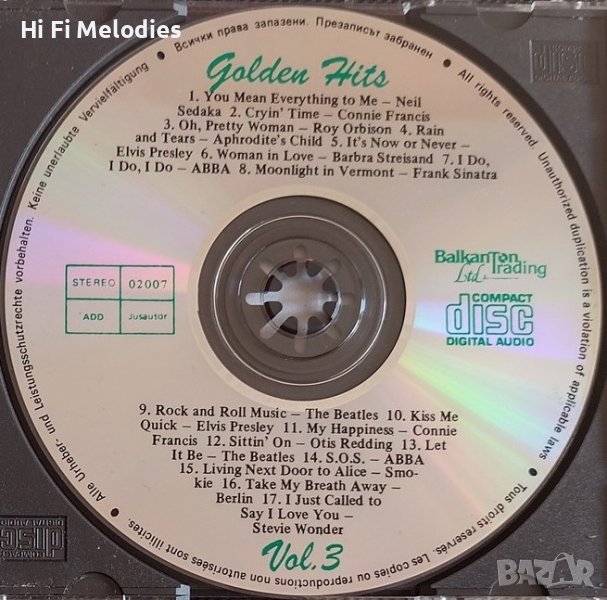 Hi Fi Melodies
Всички права запазени. Презаписът забранен
All rights reserved. Unauthorized duplication is a violation of applicable laws
Tous droits reservés. Les copies ou reproductions non autorisées sont illicites.
Alle Urheber- und Leistungsschutzrechte vorbehalten. Keine unerlaubte Vervielfältigung
Golden Hits
1. You Mean Everything to Me – Neil
Sedaka 2. Cryin' Time – Connie Francis
3. Oh, Pretty Woman – Roy Orbison 4. Rain
and Tears – Aphrodite's Child 5. It's Now or Never –
Elvis Presley 6. Woman in Love – Barbra Streisand 7. I Do,
I Do, I Do – ABBA 8. Moonlight in Vermont – Frank Sinatra
STEREO 02007
ADD Jusautor
BalkanTon
Ltd. Trading
COMPACT
disc
DIGITAL AUDIO
9. Rock and Roll Music – The Beatles 10. Kiss Me
Quick – Elvis Presley 11. My Happiness – Connie
Francis 12. Sittin' On – Otis Redding 13. Let
It Be – The Beatles 14. S.O.S. – ABBA
15. Living Next Door to Alice – Smo-
kie 16. Take My Breath Away –
Berlin 17. I Just Called to
Say I Love You –
Stevie Wonder
Vol.3
disc
DIGITAL AUDIO
COMPACT
disc
DIGITAL AUDIO
BAZAR